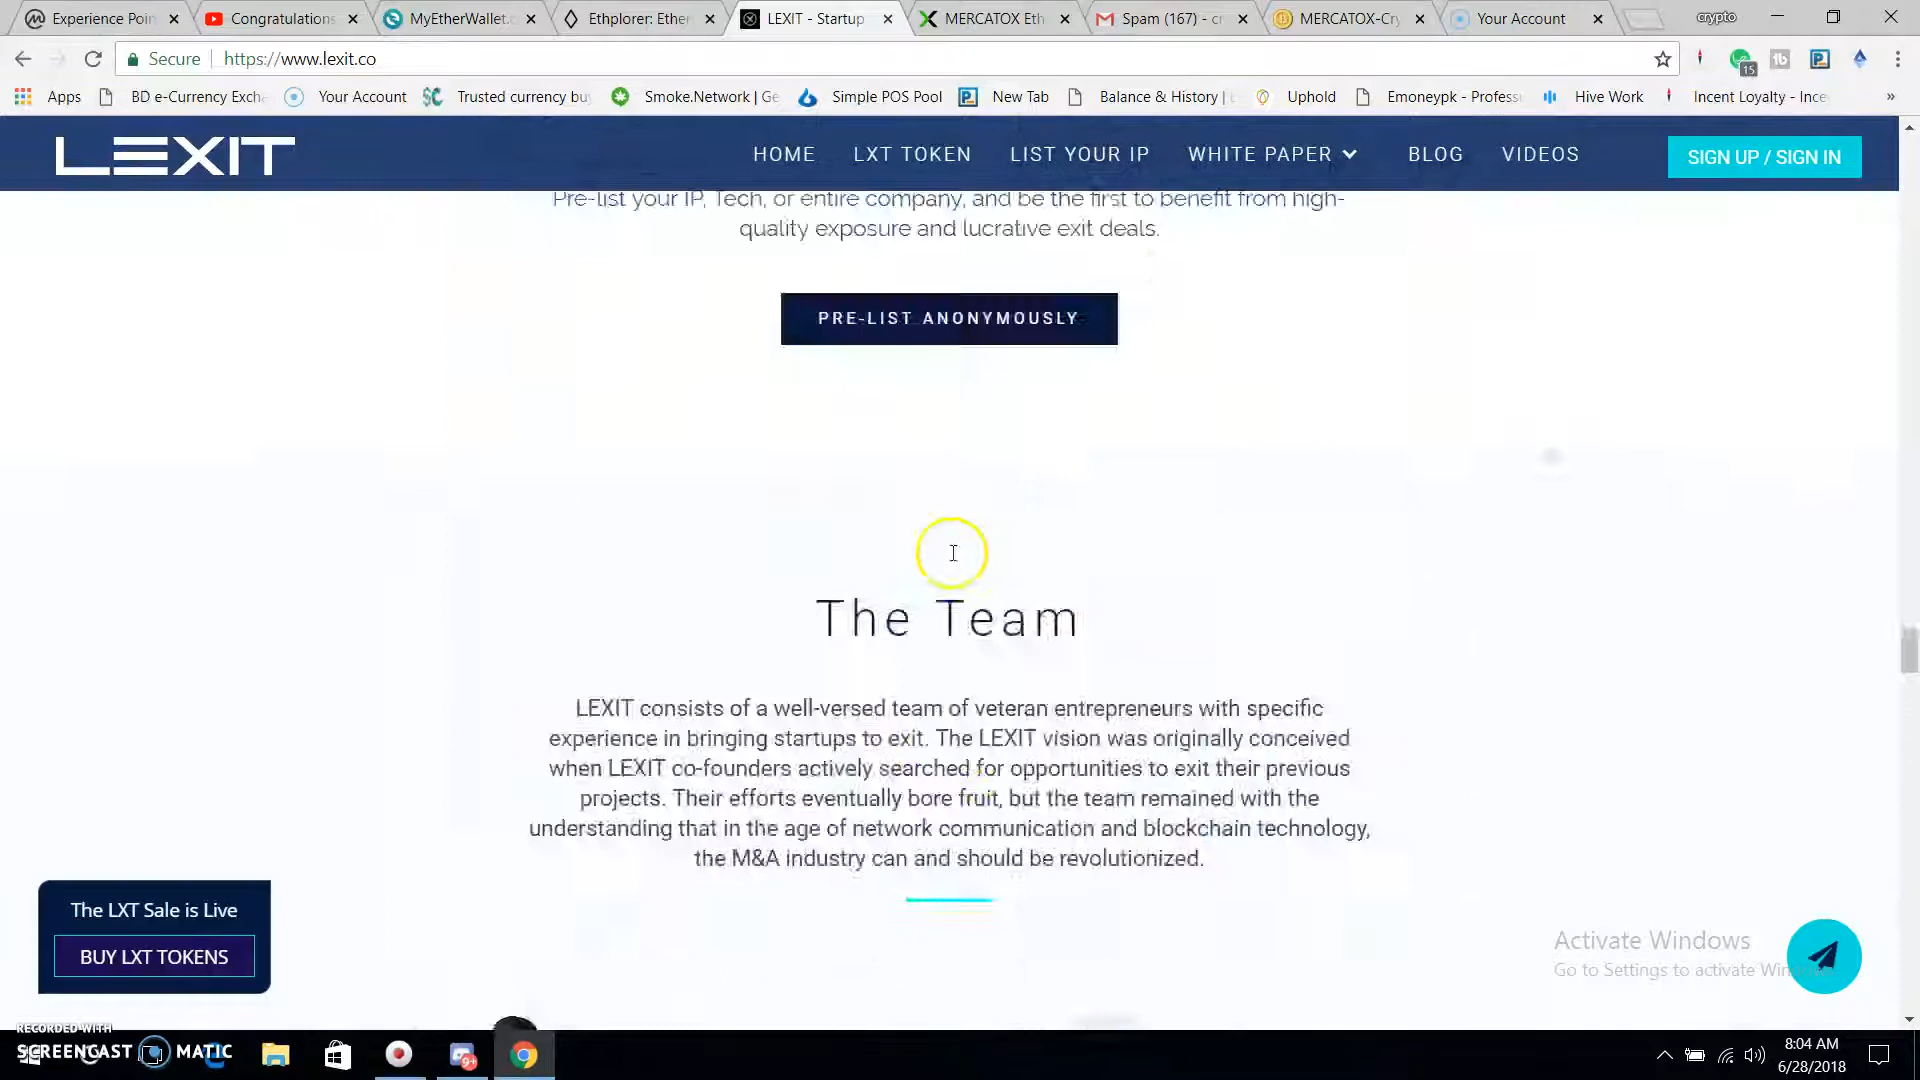 Experience Poin
Congratulations
MyEtherWallet.c
Ethplorer: Ether
LEXIT - Startup
MERCATOX Eth
Spam (167) - cr
MERCATOX-Cry
Your Account
crypto
Secure
https://www.lexit.co
15
Apps
BD e-Currency Exch
Your Account
Trusted currency bu
Smoke.Network | Ge
Simple POS Pool
New Tab
Balance & History |
Uphold
Emoneypk - Profess
Hive Work
Incent Loyalty - Ince
»
LEXIT
HOME
LXT TOKEN
LIST YOUR IP
WHITE PAPER
BLOG
VIDEOS
SIGN UP / SIGN IN
Pre-list your IP, Tech, or entire company, and be the first to benefit from high-
quality exposure and lucrative exit deals.
PRE-LIST ANONYMOUSLY
The Team
LEXIT consists of a well-versed team of veteran entrepreneurs with specific
experience in bringing startups to exit. The LEXIT vision was originally conceived
when LEXIT co-founders actively searched for opportunities to exit their previous
projects. Their efforts eventually bore fruit, but the team remained with the
understanding that in the age of network communication and blockchain technology,
the M&A industry can and should be revolutionized.
The LXT Sale is Live
BUY LXT TOKENS
Activate Windows
Go to Settings to activate Win
RECORDED WITH
SCREENCAST MATIC
9+
8:04 AM
6/28/2018